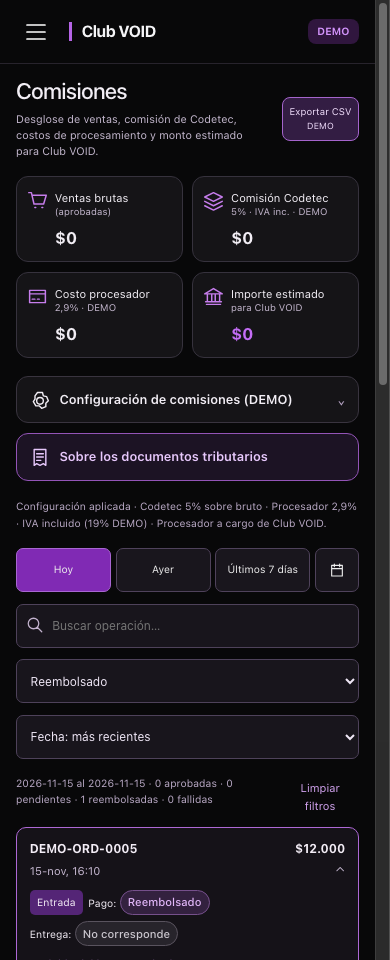 Club VOID
DEMO
Comisiones
Desglose de ventas, comisión de Codetec,
costos de procesamiento y monto estimado
para Club VOID.
Exportar CSV
DEMO
Ventas brutas
(aprobadas)
$0
Comisión Codetec
5% · IVA inc. · DEMO
$0
Costo procesador
2,9% · DEMO
$0
Importe estimado
para Club VOID
$0
Configuración de comisiones (DEMO)
Sobre los documentos tributarios
Configuración aplicada · Codetec 5% sobre bruto · Procesador 2,9%
· IVA incluido (19% DEMO) · Procesador a cargo de Club VOID.
Hoy
Ayer
Últimos 7 días
Buscar operación...
Reembolsado
Fecha: más recientes
2026-11-15 al 2026-11-15 · 0 aprobadas · 0
pendientes · 1 reembolsadas · 0 fallidas
Limpiar
filtros
DEMO-ORD-0005
$12.000
15-nov, 16:10
Entrada
Pago:
Reembolsado
Entrega:
No corresponde